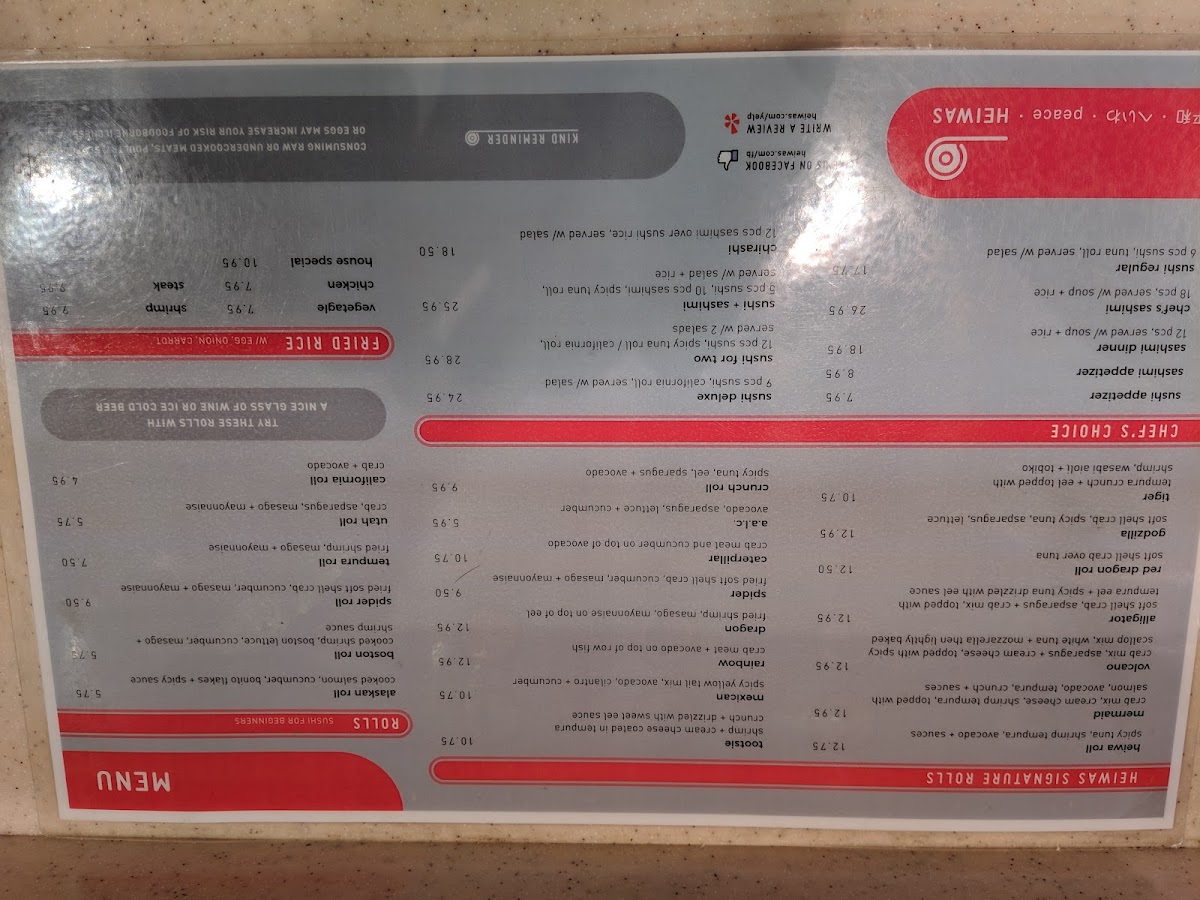 MENU
HEIWAS SIGNATURE ROLLS
heiwa roll 12.75
spicy tuna, shrimp tempura, avocado + sauces
mermaid 12.95
crab mix, cream cheese, shrimp tempura, topped with
salmon, avocado, tempura, crunch + sauces
volcano 12.95
crab mix, asparagus + cream cheese, topped with spicy
scallop mix, white tuna + mozzarella then lightly baked
alligator 12.95
soft shell crab, asparagus + crab mix, topped with
tempura eel + spicy tuna drizzled with eel sauce
red dragon roll 12.50
soft shell crab over tuna
godzilla 12.95
soft shell crab, spicy tuna, asparagus, lettuce
tiger 10.75
tempura crunch + eel topped with
shrimp, wasabi aioli + tobiko
tootsie 10.75
shrimp + cream cheese coated in tempura
crunch + drizzled with sweet eel sauce
mexican 10.75
spicy yellow tail mix, avocado, cilantro + cucumber
rainbow 12.95
crab meat + avocado on top of row fish
dragon 12.95
fried shrimp, masago, mayonnaise on top of eel
spider 9.50
fried soft shell crab, cucumber, masago + mayonnaise
caterpillar 10.75
crab meat and cucumber on top of avocado
a.a.l.c. 5.95
avocado, asparagus, lettuce + cucumber
crunch roll 9.95
spicy tuna, eel, asparagus + avocado
CHEF'S CHOICE
sushi appetizer 7.95
sashimi appetizer 8.95
sashimi dinner 18.95
12 pcs, served w/ soup + rice
chef's sashimi 26.95
18 pcs, served w/ soup + rice
sushi regular
6 pcs sushi, tuna roll, served w/ salad
sushi deluxe 24.95
9 pcs sushi, california roll, served w/ salad
sushi for two 28.95
12 pcs sushi, spicy tuna roll / california roll,
served w/ 2 salads
sushi + sashimi 25.95
5 pcs sushi, 10 pcs sashimi, spicy tuna roll,
served w/ salad + rice
chirashi 18.50
12 pcs sashimi over sushi rice, served w/ salad
ROLLS SUSHI FOR BEGINNERS
alaskan roll 5.75
cooked salmon, cucumber, bonito flakes + spicy sauce
boston roll 5.75
cooked shrimp, boston lettuce, cucumber, masago +
shrimp sauce
spider roll 9.50
fried soft shell crab, cucumber, masago + mayonnaise
tempura roll 7.50
fried shrimp, masago + mayonnaise
utah roll 5.75
crab, asparagus, masago + mayonnaise
california roll 4.95
crab + avocado
TRY THESE ROLLS WITH
A NICE GLASS OF WINE OR ICE COLD BEER
FRIED RICE W/ EGG, ONION, CARROT
vegetagle 7.95 shrimp
chicken 7.95 steak
house special 10.95
平和 · へいわ · peace · HEIWAS
US ON FACEBOOK
heiwas.com/fb
WRITE A REVIEW
heiwas.com/yelp
KIND REMINDER
CONSUMING RAW OR UNDERCOOKED MEATS,
OR EGGS MAY INCREASE YOUR RISK OF FOODBORNE ILLNESS